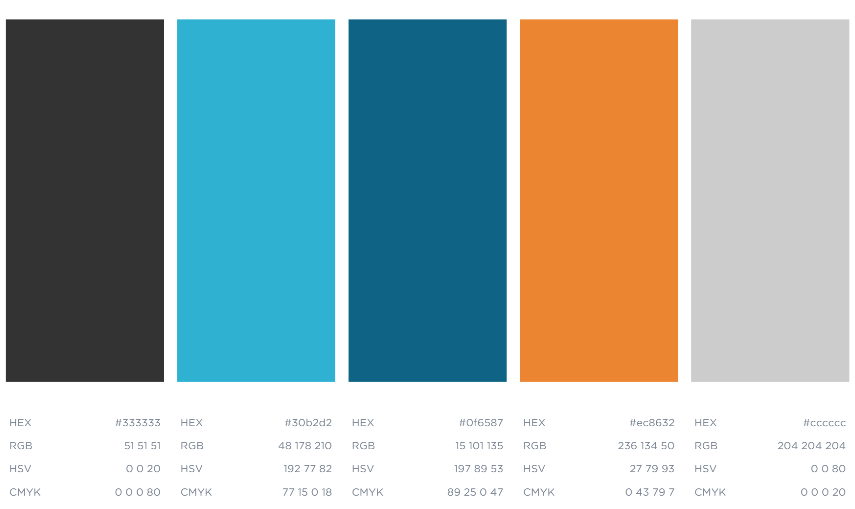 HEX #333333 HEX #30b2d2 HEX #0f6587 HEX #ec8632 HEX #cccccc
RGB 51 51 51 RGB 48 178 210 RGB 15 101 135 RGB 236 134 50 RGB 204 204 204
HSV 0 0 20 HSV 192 77 82 HSV 197 89 53 HSV 27 79 93 HSV 0 0 80
CMYK 0 0 0 80 CMYK 77 15 0 18 CMYK 89 25 0 47 CMYK 0 43 79 7 CMYK 0 0 0 20